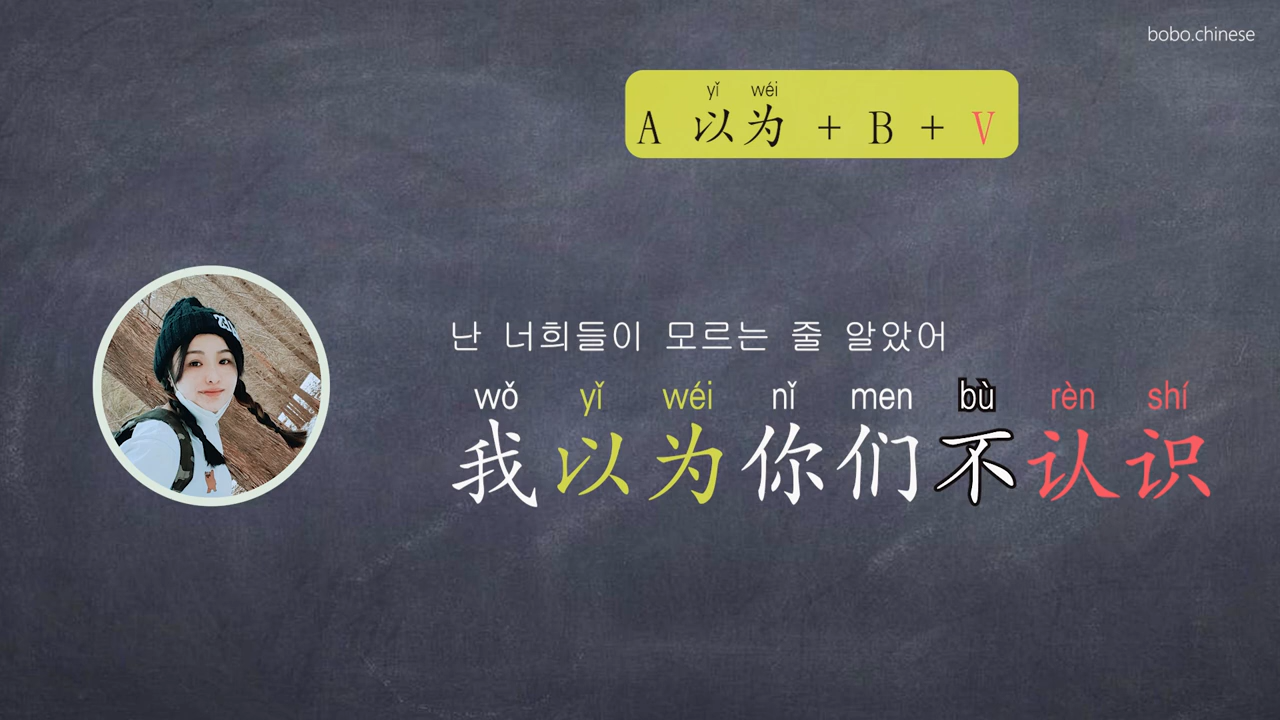 bobo.chinese
yǐ wéi
A 以为 + B + V
난 너희들이 모르는 줄 알았어
wǒ yǐ wéi nǐ men bù rèn shí
我以为你们不认识